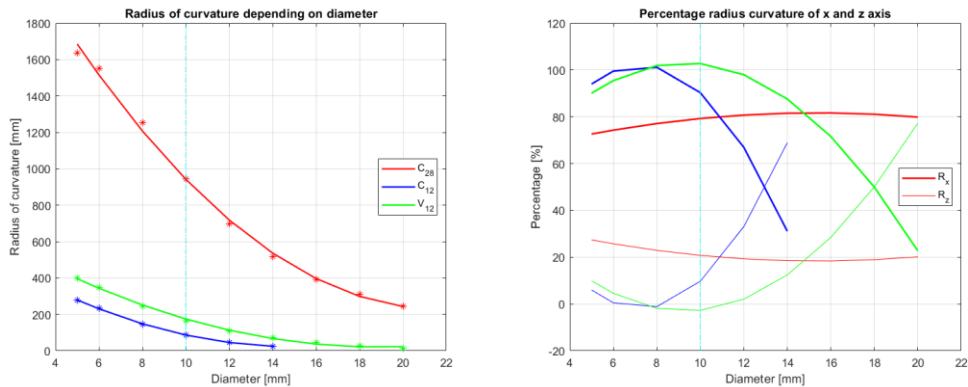 Radius of curvature depending on diameter
Radius of curvature [mm]
1800
1600
1400
1200
1000
800
600
400
200
0
4 6 8 10 12 14 16 18 20 22
Diameter [mm]
C28
C12
V12
Percentage radius curvature of x and z axis
Percentage [%]
120
100
80
60
40
20
0
-20
4 6 8 10 12 14 16 18 20 22
Diameter [mm]
Rx
Rz